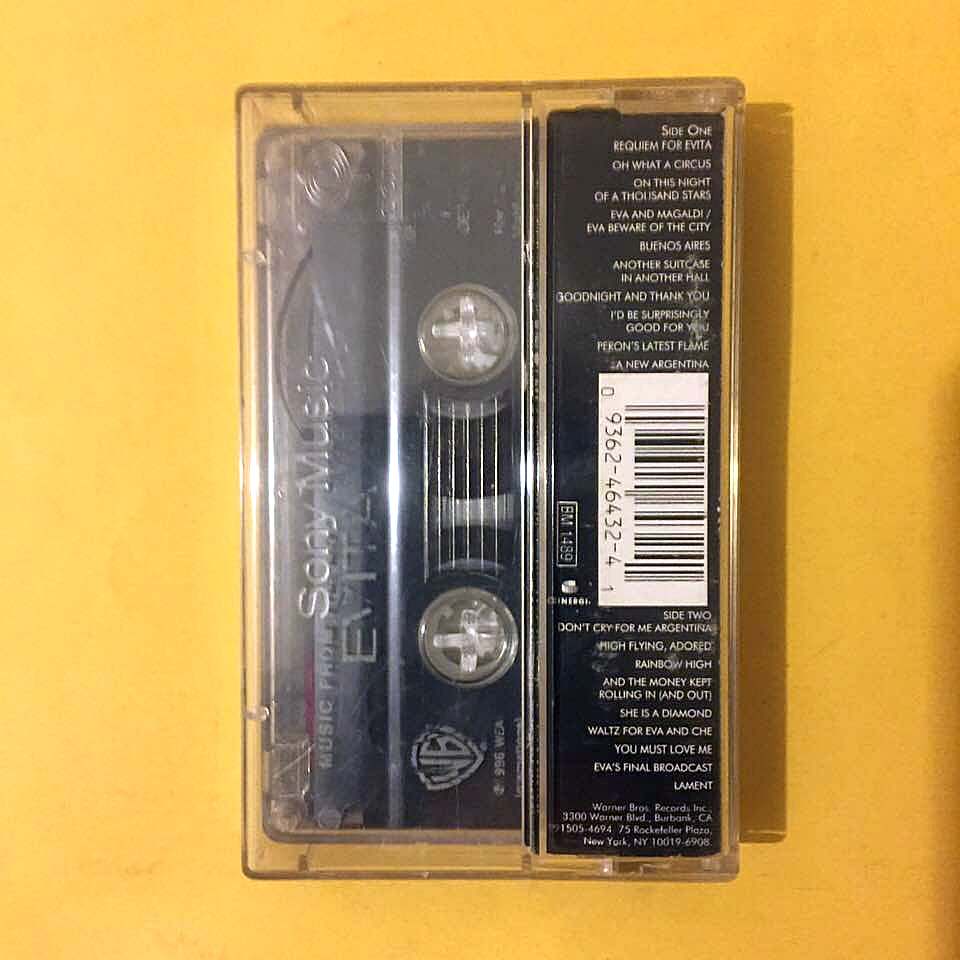 SIDE ONE
REQUIEM FOR EVITA
OH WHAT A CIRCUS
ON THIS NIGHT
OF A THOUSAND STARS
EVA AND MAGALDI /
EVA BEWARE OF THE CITY
BUENOS AIRES
ANOTHER SUITCASE
IN ANOTHER HALL
GOODNIGHT AND THANK YOU
I'D BE SURPRISINGLY
GOOD FOR YOU
PERON'S LATEST FLAME
A NEW ARGENTINA
0 9362-46432-4 1
BM 1489
CINERGI
SIDE TWO
DON'T CRY FOR ME ARGENTINA
HIGH FLYING, ADORED
RAINBOW HIGH
AND THE MONEY KEPT
ROLLING IN (AND OUT)
SHE IS A DIAMOND
WALTZ FOR EVA AND CHE
YOU MUST LOVE ME
EVA'S FINAL BROADCAST
LAMENT
Warner Bros. Records Inc.,
3300 Warner Blvd., Burbank, CA
91505-4694 75 Rockefeller Plaza,
New York, NY 10019-6908.
Sony Music
EVITA
MUSIC
WB
℗ 996 WEA